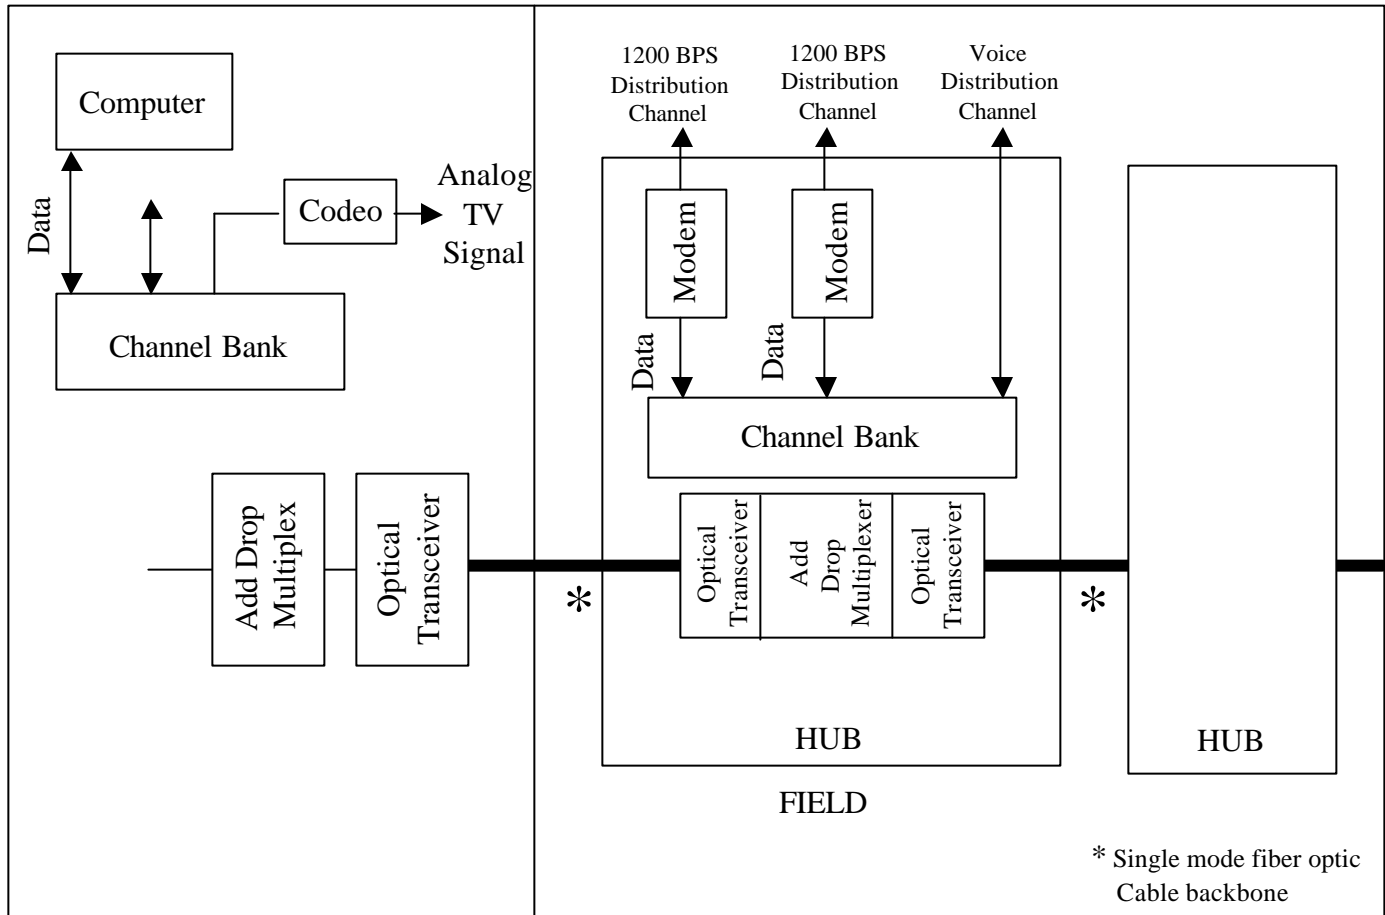 Computer
Data
Codeo
Analog
TV
Signal
Channel Bank
Add Drop
Multiplex
Optical
Transceiver
1200 BPS
Distribution
Channel
1200 BPS
Distribution
Channel
Voice
Distribution
Channel
Modem
Modem
Data
Data
Channel Bank
Optical
Transceiver
Add
Drop
Multiplexer
Optical
Transceiver
*
*
HUB
HUB
FIELD
* Single mode fiber optic
Cable backbone